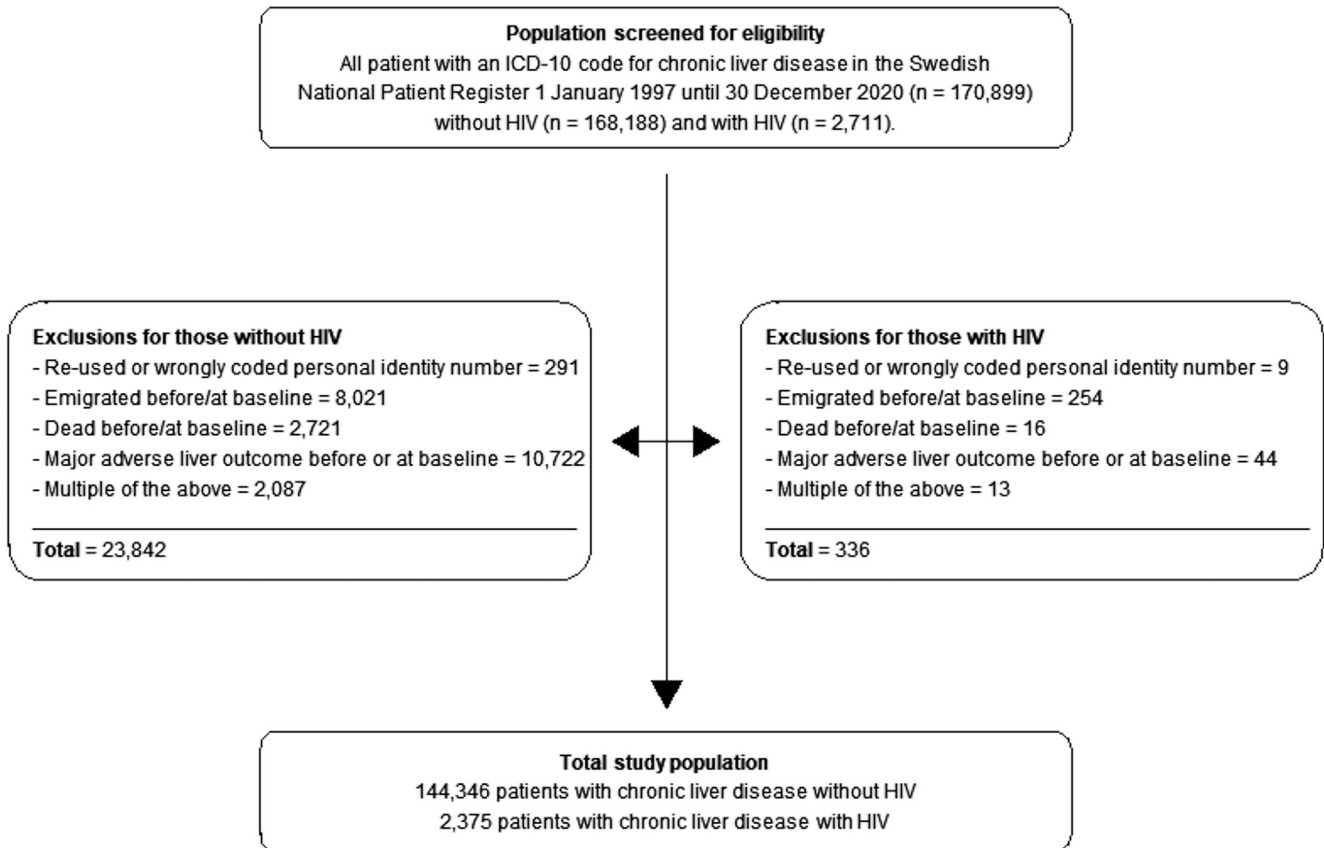 Population screened for eligibility
All patient with an ICD-10 code for chronic liver disease in the Swedish
National Patient Register 1 January 1997 until 30 December 2020 (n = 170,899)
without HIV (n = 168,188) and with HIV (n = 2,711).
Exclusions for those without HIV
- Re-used or wrongly coded personal identity number = 291
- Emigrated before/at baseline = 8,021
- Dead before/at baseline = 2,721
- Major adverse liver outcome before or at baseline = 10,722
- Multiple of the above = 2,087
Total = 23,842
Exclusions for those with HIV
- Re-used or wrongly coded personal identity number = 9
- Emigrated before/at baseline = 254
- Dead before/at baseline = 16
- Major adverse liver outcome before or at baseline = 44
- Multiple of the above = 13
Total = 336
Total study population
144,346 patients with chronic liver disease without HIV
2,375 patients with chronic liver disease with HIV